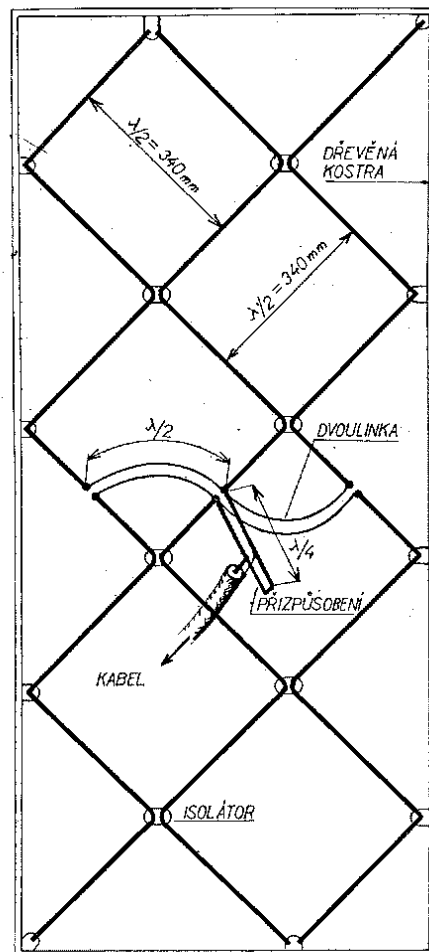 λ/2 = 340 mm
DŘEVĚNÁ
KOSTRA
λ/2 = 340 mm
λ/2
DVOULINKA
λ/4
PŘIZPŮSOBENÍ
KABEL
ISOLÁTOR